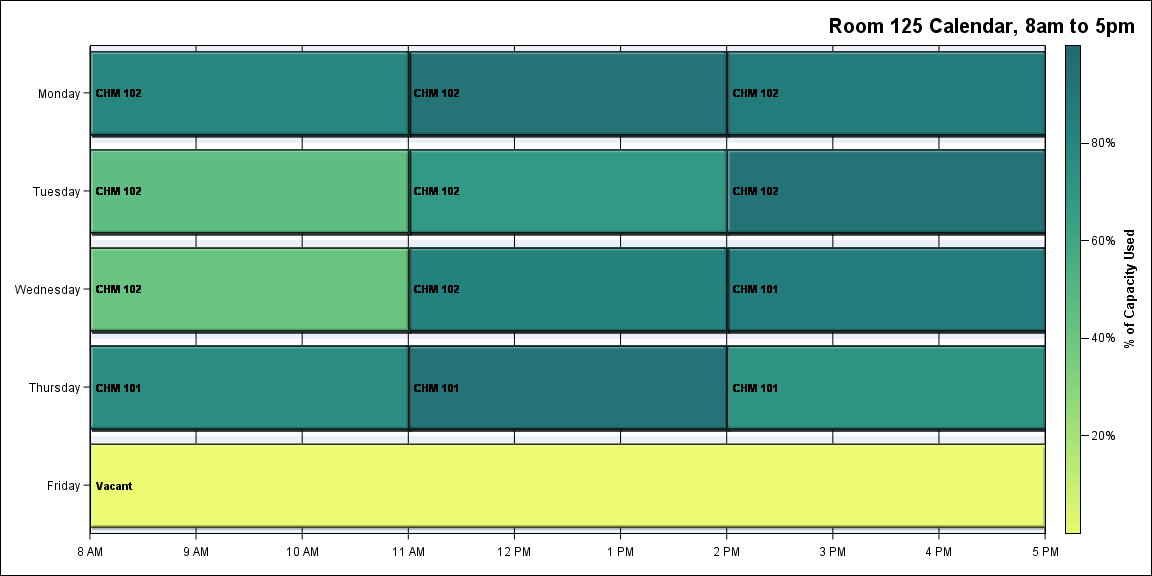 Room 125 Calendar, 8am to 5pm
Monday
CHM 102
CHM 102
CHM 102
Tuesday
CHM 102
CHM 102
CHM 102
Wednesday
CHM 102
CHM 102
CHM 101
Thursday
CHM 101
CHM 101
CHM 101
Friday
Vacant
8 AM
9 AM
10 AM
11 AM
12 PM
1 PM
2 PM
3 PM
4 PM
5 PM
80%
60%
40%
20%
% of Capacity Used